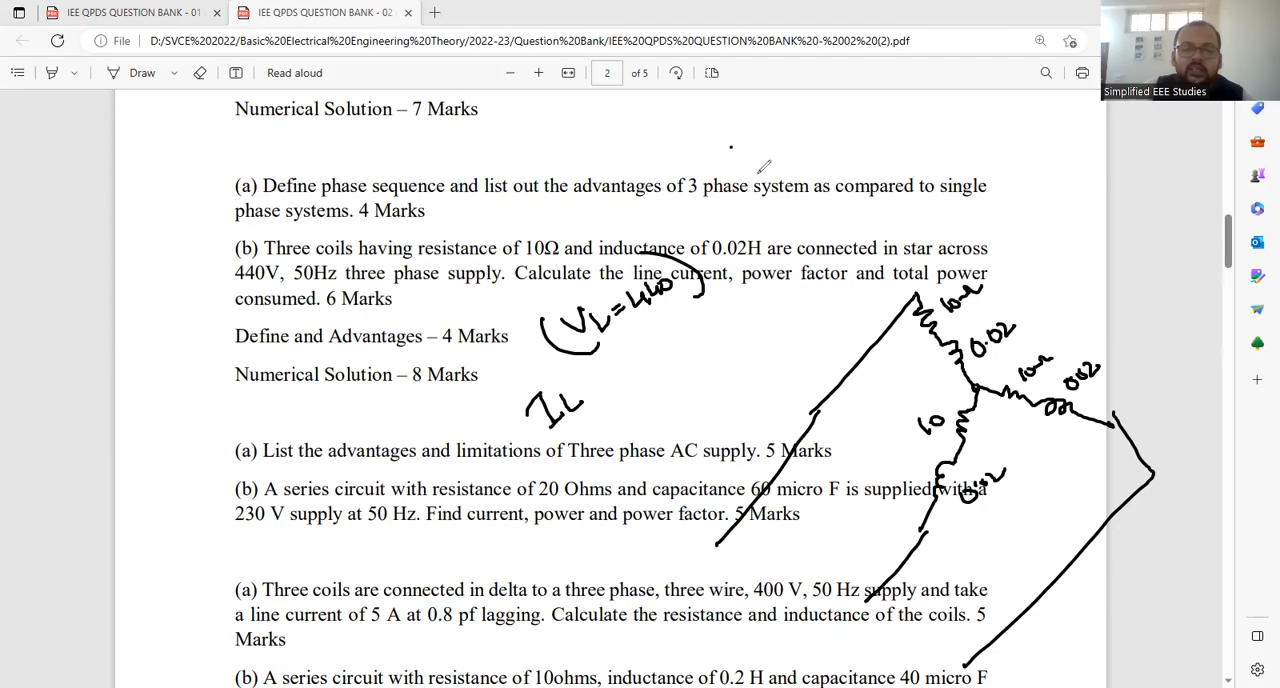 IEE QPDS QUESTION BANK - 01
IEE QPDS QUESTION BANK - 02
File
D:/SVCE%202022/Basic%20Electrical%20Engineering%20Theory/2022-23/Question%20Bank/IEE%20QPDS%20QUESTION%20BANK%20-%2002%20(2).pdf
Draw
Read aloud
2
of 5
Simplified EEE Studies
Numerical Solution – 7 Marks
(a) Define phase sequence and list out the advantages of 3 phase system as compared to single
phase systems. 4 Marks
(b) Three coils having resistance of 10Ω and inductance of 0.02H are connected in star across
440V, 50Hz three phase supply. Calculate the line current, power factor and total power
consumed. 6 Marks
(VL=440)
10Ω
0.02
Define and Advantages – 4 Marks
Numerical Solution – 8 Marks
10Ω
0.02
IL
10
0.02
(a) List the advantages and limitations of Three phase AC supply. 5 Marks
(b) A series circuit with resistance of 20 Ohms and capacitance 60 micro F is supplied with a
230 V supply at 50 Hz. Find current, power and power factor. 5 Marks
(a) Three coils are connected in delta to a three phase, three wire, 400 V, 50 Hz supply and take
a line current of 5 A at 0.8 pf lagging. Calculate the resistance and inductance of the coils. 5
Marks
(b) A series circuit with resistance of 10ohms, inductance of 0.2 H and capacitance 40 micro F